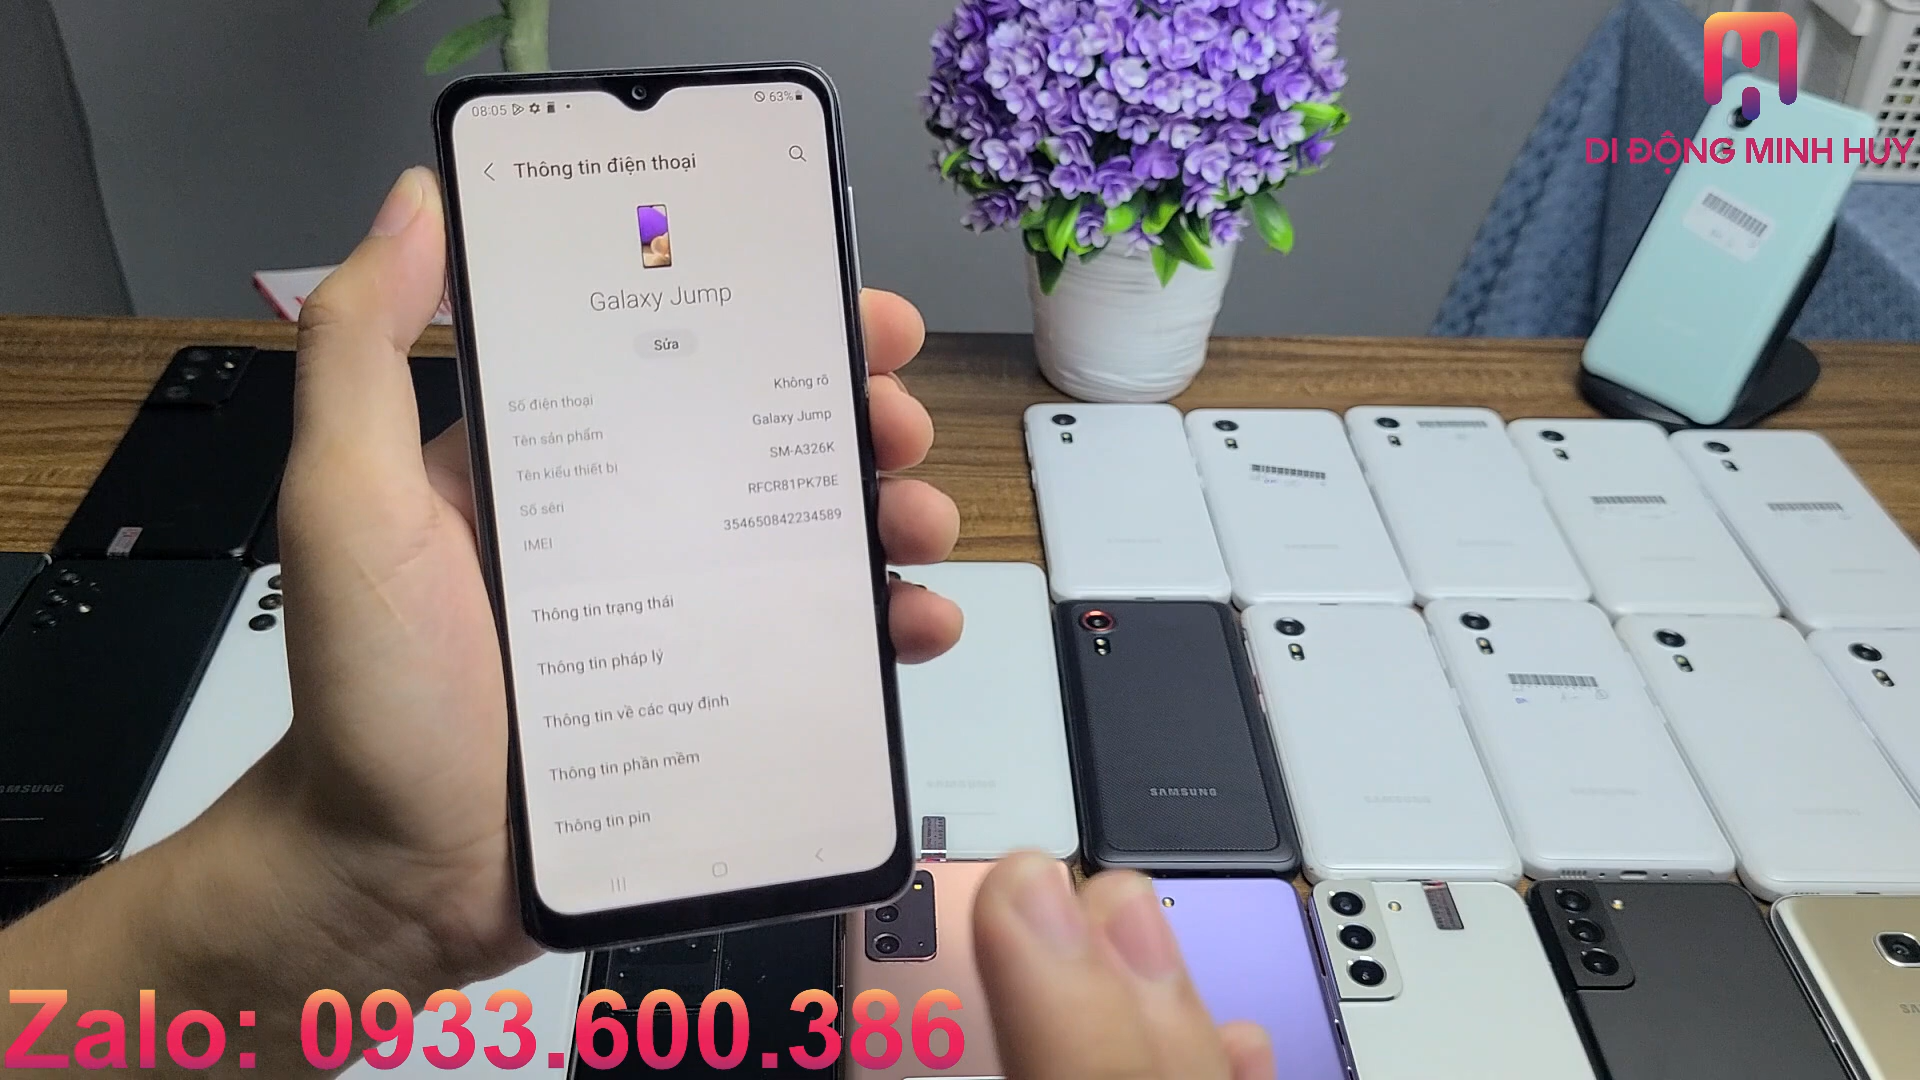 08:05
63%
DI ĐỘNG MINH HUY
Thông tin điện thoại
Galaxy Jump
Sửa
Số điện thoại Không rõ
Tên sản phẩm Galaxy Jump
Tên kiểu thiết bị SM-A326K
Số sêri RFCR81PK7BE
IMEI 354650842234589
Thông tin trạng thái
Thông tin pháp lý
Thông tin về các quy định
Thông tin phần mềm
Thông tin pin
SAMSUNG
Zalo: 0933.600.386